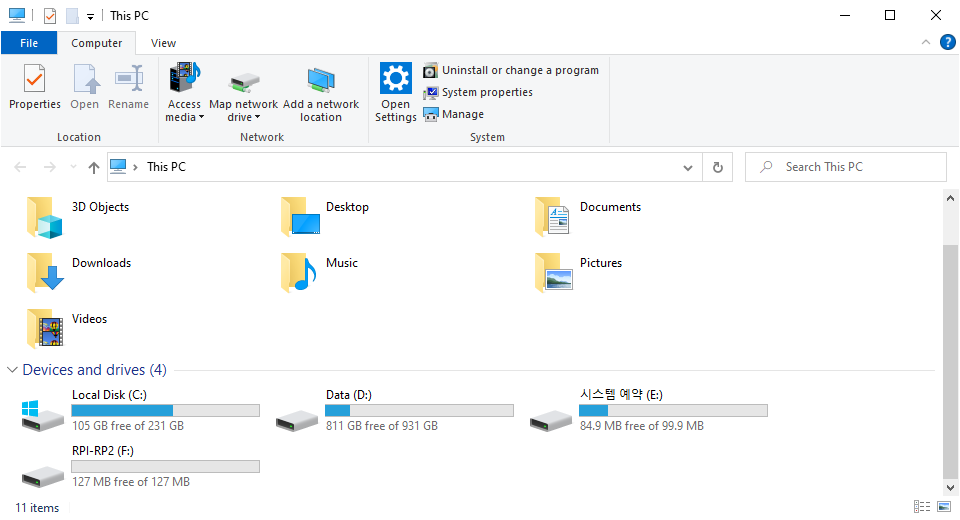 This PC
File Computer View
Properties Open Rename
Access media Map network drive Add a network location
Open Settings
Uninstall or change a program
System properties
Manage
Location Network System
This PC
Search This PC
3D Objects Desktop Documents
Downloads Music Pictures
Videos
Devices and drives (4)
Local Disk (C:) Data (D:) 시스템 예약 (E:)
105 GB free of 231 GB 811 GB free of 931 GB 84.9 MB free of 99.9 MB
RPI-RP2 (F:)
127 MB free of 127 MB
11 items